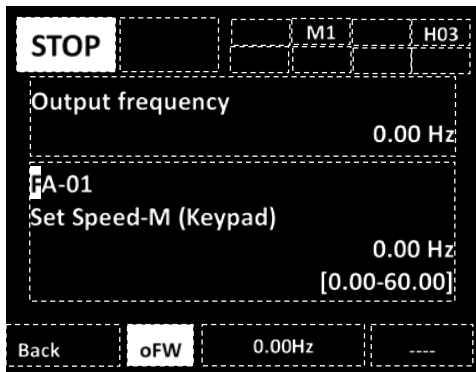 STOP M1 H03
Output frequency
0.00 Hz
FA-01
Set Speed-M (Keypad)
0.00 Hz
[0.00-60.00]
Back oFW 0.00Hz ----